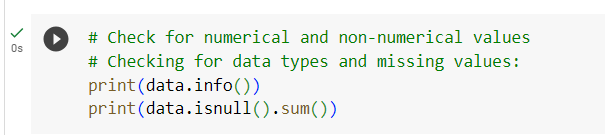 # Check for numerical and non-numerical values
0s
# Checking for data types and missing values:
print(data.info())
print(data.isnull().sum())